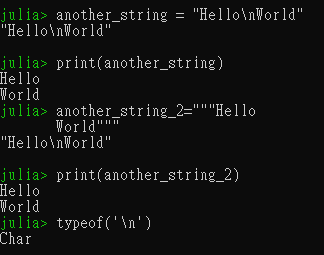 julia> another_string = "Hello\nWorld"
"Hello\nWorld"
julia> print(another_string)
Hello
World
julia> another_string_2="""Hello
World"""
"Hello\nWorld"
julia> print(another_string_2)
Hello
World
julia> typeof('\n')
Char